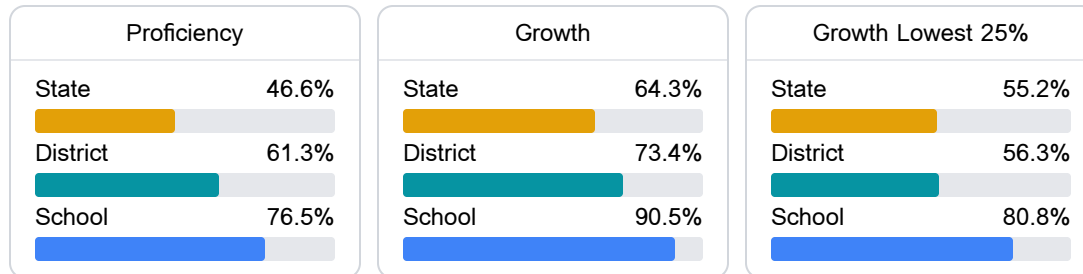 Proficiency
State 46.6%
District 61.3%
School 76.5%
Growth
State 64.3%
District 73.4%
School 90.5%
Growth Lowest 25%
State 55.2%
District 56.3%
School 80.8%